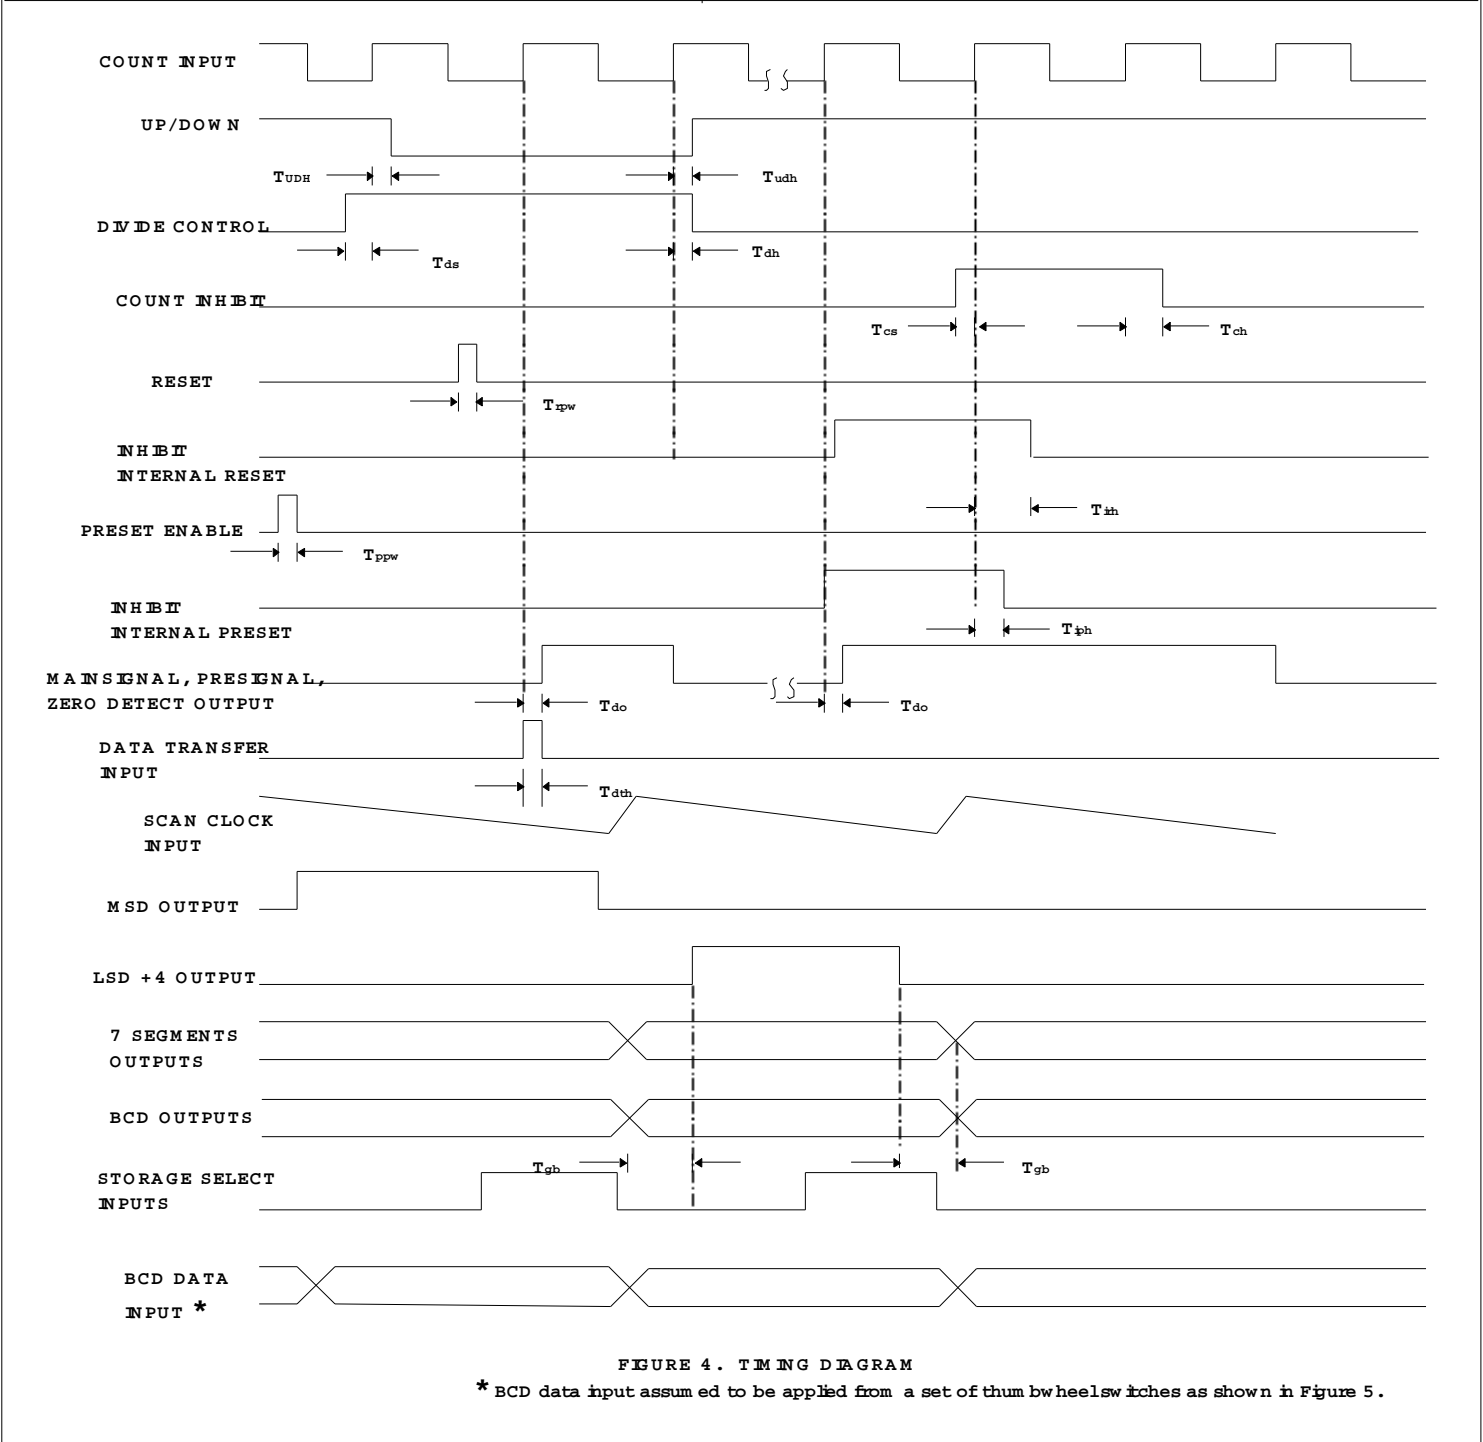 COUNT INPUT
UP/DOWN
TUDH
Tudh
DIVIDE CONTROL
Tds
Tdh
COUNT INHIBIT
Tcs
Tch
RESET
Trpw
INHIBIT
INTERNAL RESET
Tirh
PRESET ENABLE
Tppw
INHIBIT
INTERNAL PRESET
Tiph
MAINSIGNAL, PRESIGNAL,
ZERO DETECT OUTPUT
Tdo
Tdo
DATA TRANSFER
INPUT
Tdth
SCAN CLOCK
INPUT
MSD OUTPUT
LSD +4 OUTPUT
7 SEGMENTS
OUTPUTS
BCD OUTPUTS
Tgb
Tgb
STORAGE SELECT
INPUTS
BCD DATA
INPUT *
FIGURE 4. TIMING DIAGRAM
* BCD data input assumed to be applied from a set of thumbwheel switches as shown in Figure 5.